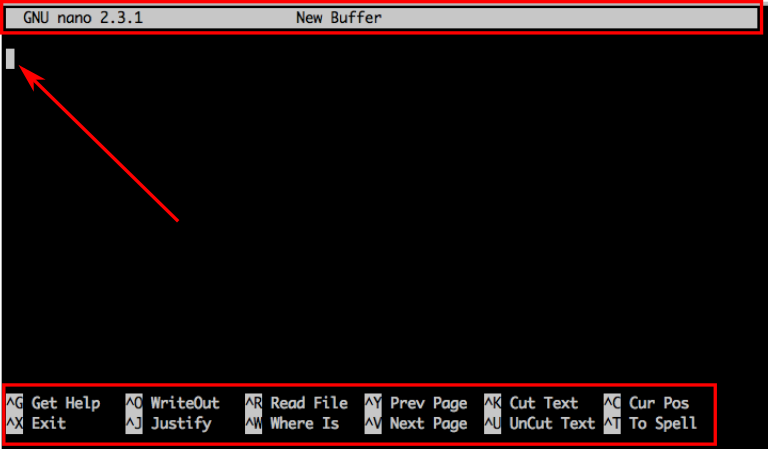 GNU nano 2.3.1 New Buffer
^G Get Help ^O WriteOut ^R Read File ^Y Prev Page ^K Cut Text ^C Cur Pos
^X Exit ^J Justify ^W Where Is ^V Next Page ^U UnCut Text ^T To Spell